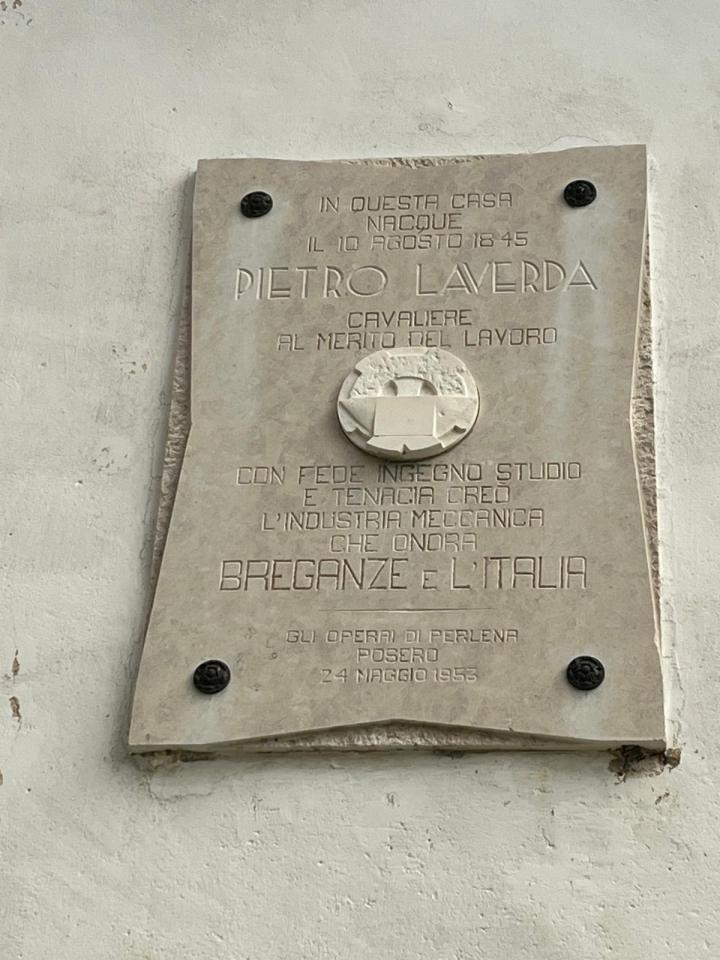 IN QUESTA CASA
NACQUE
IL 10 AGOSTO 1845
PIETRO LAVERDA
CAVALIERE
AL MERITO DEL LAVORO
CON FEDE INGEGNO STUDIO
E TENACIA CREÒ
L'INDUSTRIA MECCANICA
CHE ONORA
BREGANZE E L'ITALIA
GLI OPERAI DI PERLENA
POSERO
24 MAGGIO 1953